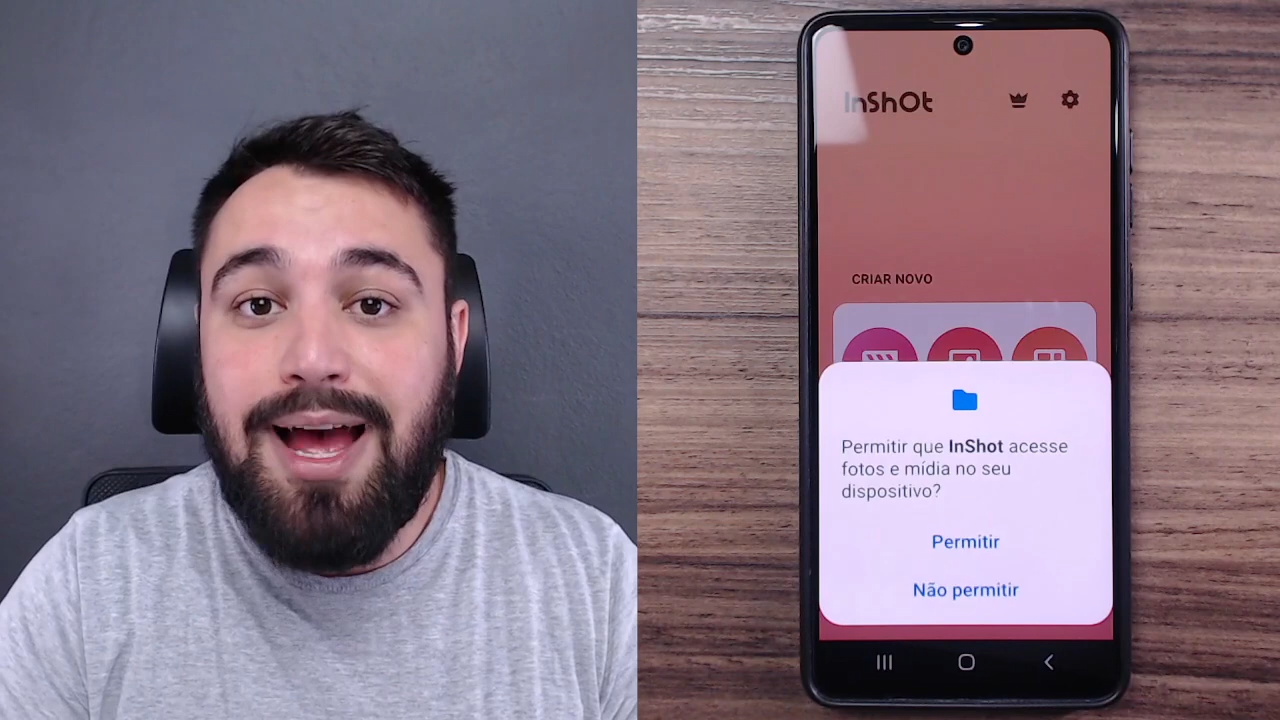 InShOt
CRIAR NOVO
Permitir que InShot acesse
fotos e mídia no seu
dispositivo?
Permitir
Não permitir